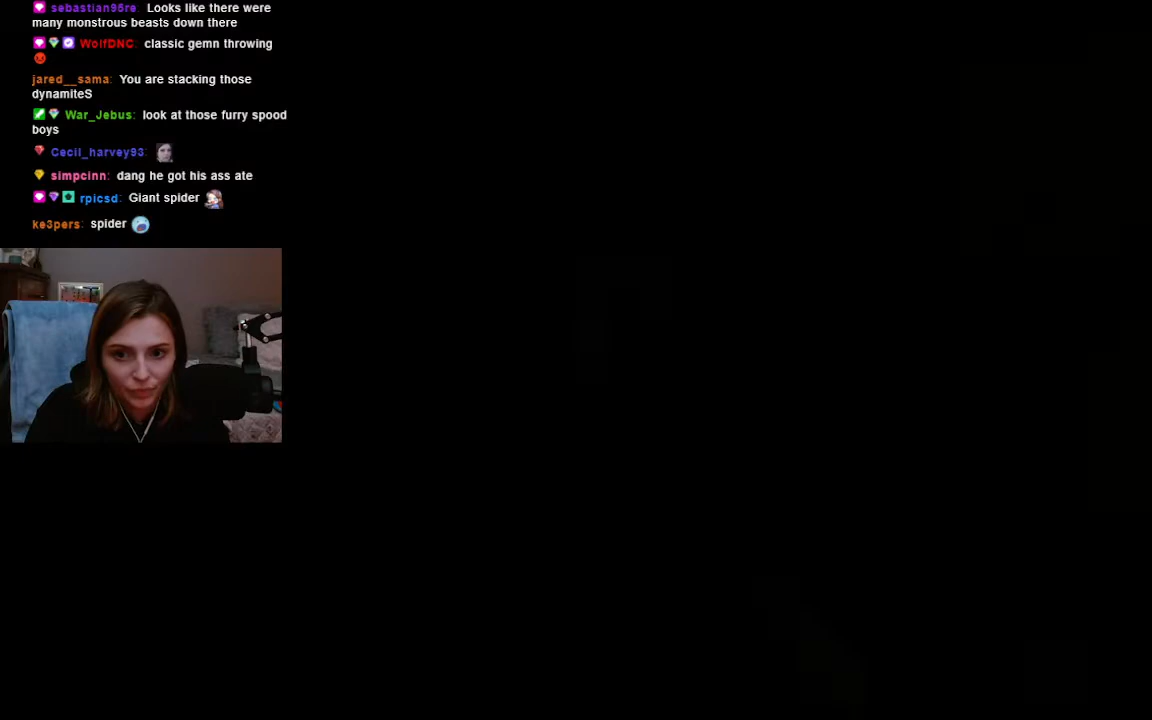 sebastian95re: Looks like there were
many monstrous beasts down there
WolfDNC: classic gemn throwing
jared__sama: You are stacking those
dynamiteS
War_Jebus: look at those furry spood
boys
Cecil_harvey93:
simpcinn: dang he got his ass ate
rpicsd: Giant spider
ke3pers: spider